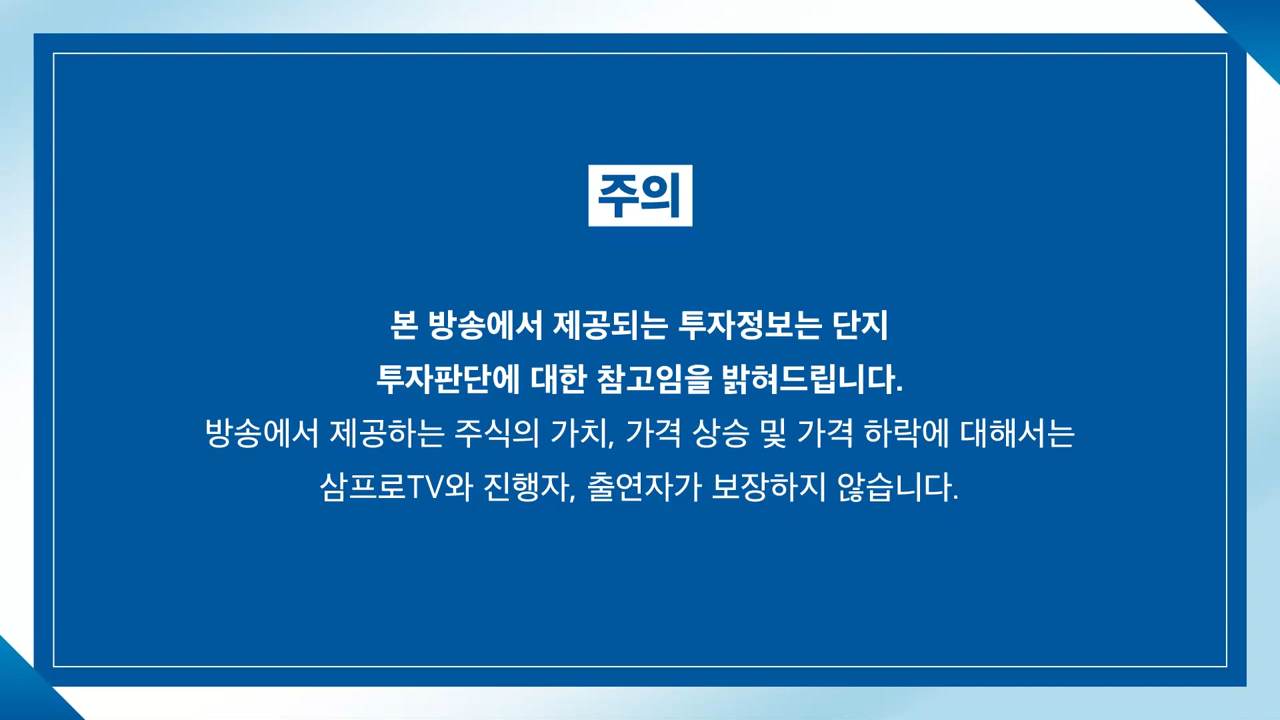 주의
본 방송에서 제공되는 투자정보는 단지
투자판단에 대한 참고임을 밝혀드립니다.
방송에서 제공하는 주식의 가치, 가격 상승 및 가격 하락에 대해서는
삼프로TV와 진행자, 출연자가 보장하지 않습니다.